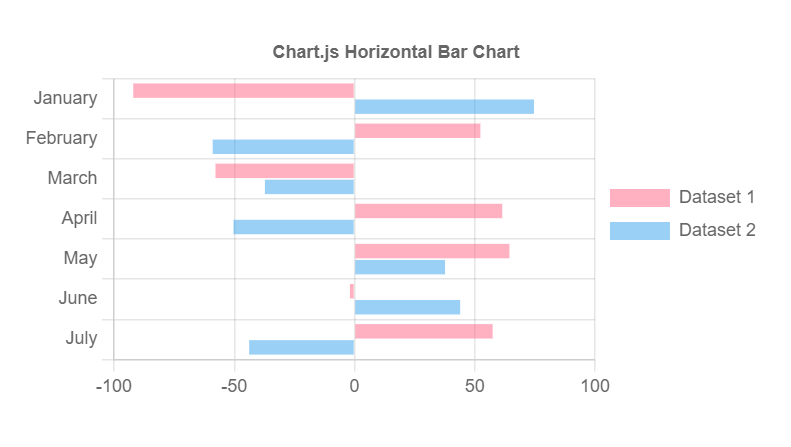 Chart.js Horizontal Bar Chart
January
February
March
April
May
June
July
-100 -50 0 50 100
Dataset 1
Dataset 2